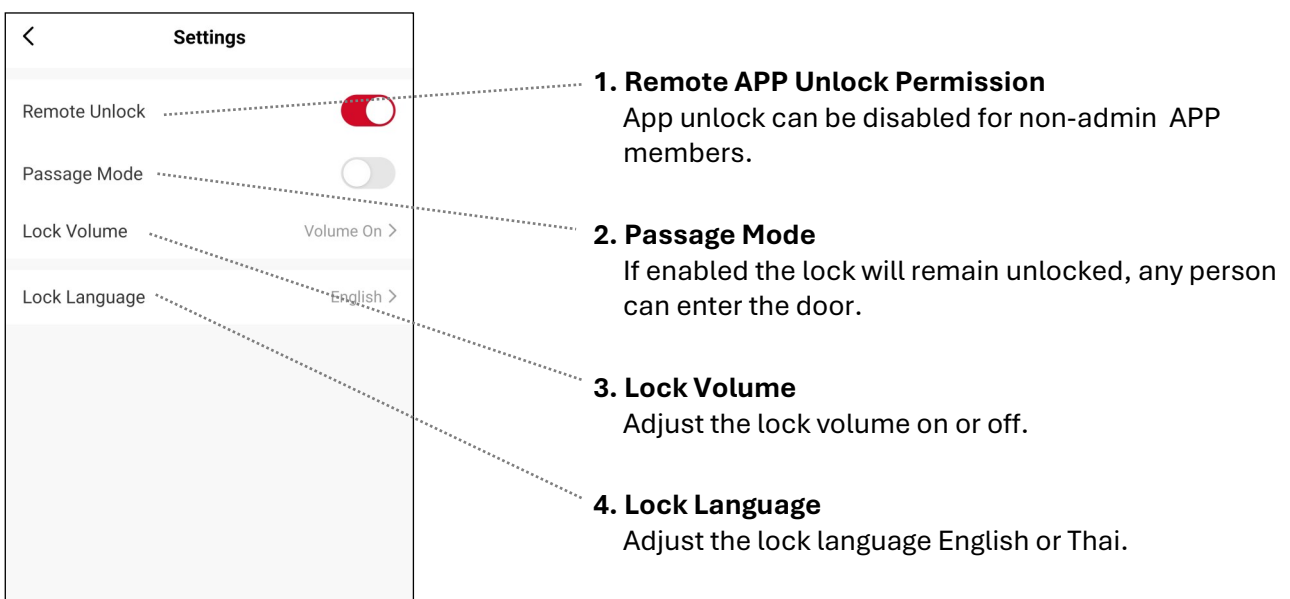 Settings
Remote Unlock
Passage Mode
Lock Volume
Volume On
Lock Language
English
1. Remote APP Unlock Permission
App unlock can be disabled for non-admin APP
members.
2. Passage Mode
If enabled the lock will remain unlocked, any person
can enter the door.
3. Lock Volume
Adjust the lock volume on or off.
4. Lock Language
Adjust the lock language English or Thai.